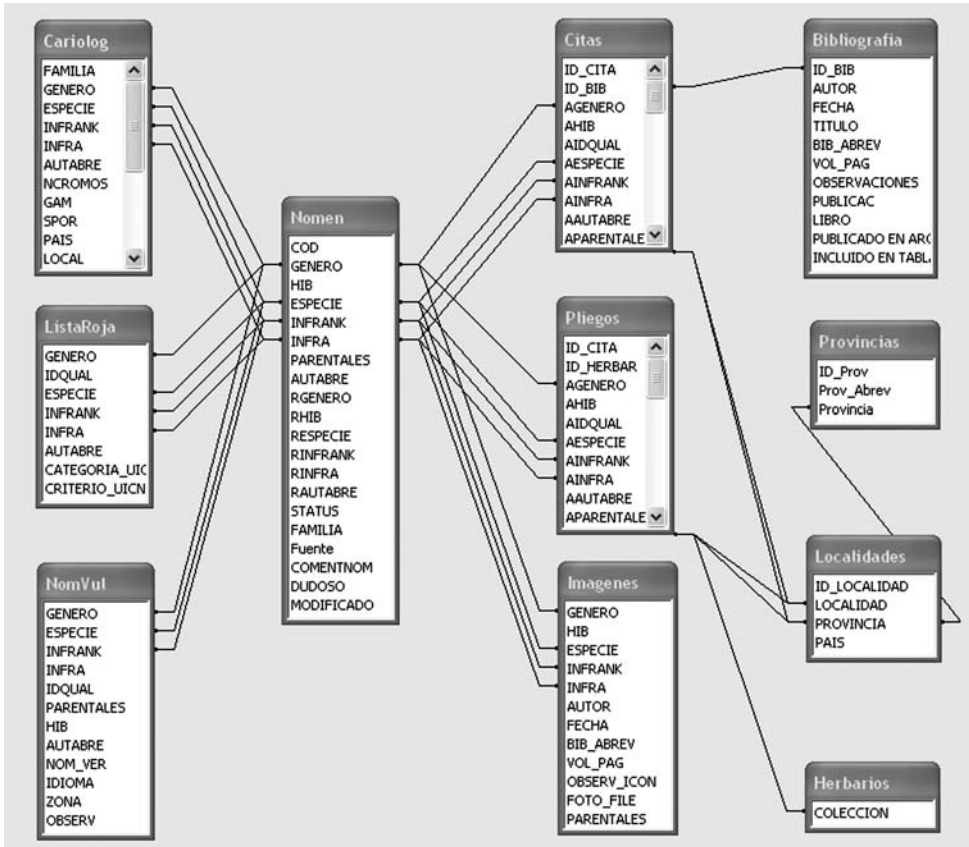 Cariolog
FAMILIA
GENERO
ESPECIE
INFRANK
INFRA
AUTABRE
NCROMOS
GAM
SPOR
PAIS
LOCAL
ListaRoja
GENERO
IDQUAL
ESPECIE
INFRANK
INFRA
AUTABRE
CATEGORIA_UIC
CRITERIO_UICN
NomVul
GENERO
ESPECIE
INFRANK
INFRA
IDQUAL
PARENTALES
HIB
AUTABRE
NOM_VER
IDIOMA
ZONA
OBSERV
Nomen
COD
GENERO
HIB
ESPECIE
INFRANK
INFRA
PARENTALES
AUTABRE
RGENERO
RHIB
RESPECIE
RINFRANK
RINFRA
RAUTABRE
STATUS
FAMILIA
Fuente
COMENTNOM
DUDOSO
MODIFICADO
Citas
ID_CITA
ID_BIB
AGENERO
AHIB
AIDQUAL
AESPECIE
AINFRANK
AINFRA
AAUTABRE
APARENTALE
Pliegos
ID_CITA
ID_HERBAR
AGENERO
AHIB
AIDQUAL
AESPECIE
AINFRANK
AINFRA
AAUTABRE
APARENTALE
Imagenes
GENERO
HIB
ESPECIE
INFRANK
INFRA
AUTOR
FECHA
BIB_ABREV
VOL_PAG
OBSERV_ICON
FOTO_FILE
PARENTALES
Bibliografia
ID_BIB
AUTOR
FECHA
TITULO
BIB_ABREV
VOL_PAG
OBSERVACIONES
PUBLICAC
LIBRO
PUBLICADO EN ARC
INCLUIDO EN TABL
Provincias
ID_Prov
Prov_Abrev
Provincia
Localidades
ID_LOCALIDAD
LOCALIDAD
PROVINCIA
PAIS
Herbarios
COLECCION